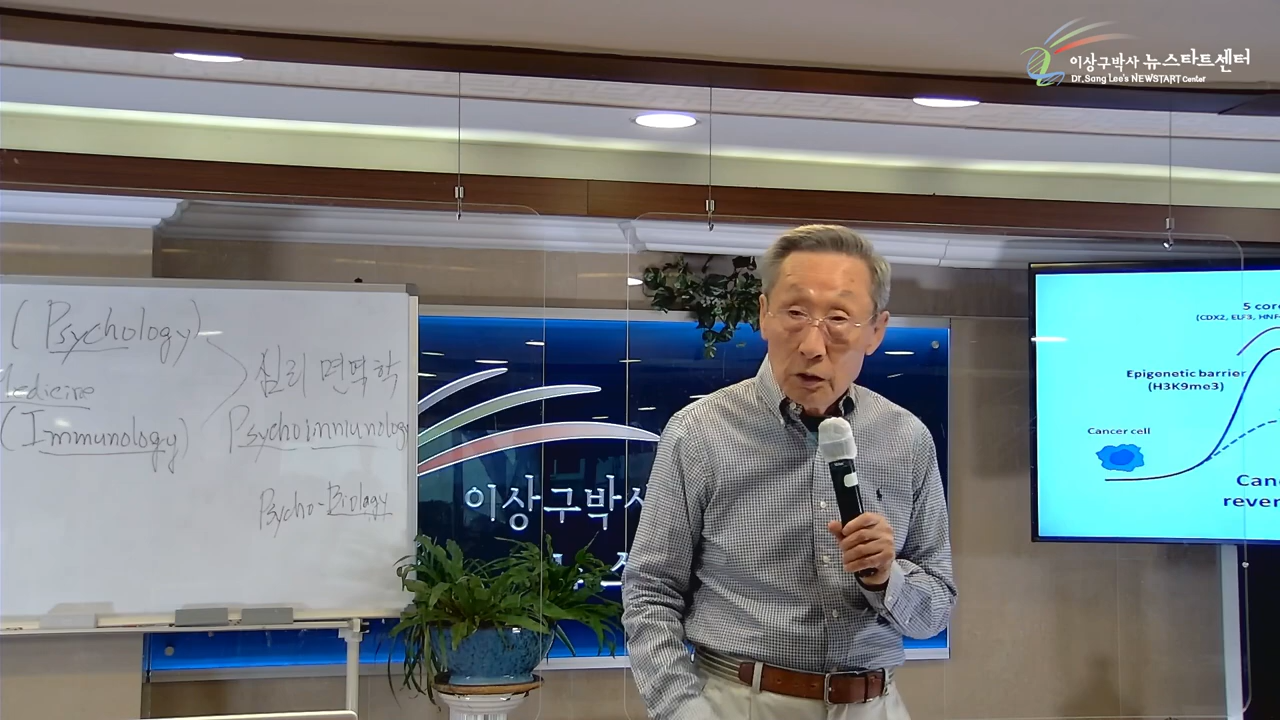 이상구박사 뉴스타트센터
Dr. Sang Lee's NEWSTART Center
(Psychology)
Medicine
(Immunology)
심리 면역학
Psychoimmunology
Psycho-Biology
이상구박사
5 core
(CDX2, ELF3, HNF
Epigenetic barrier
(H3K9me3)
Cancer cell
Can
rever